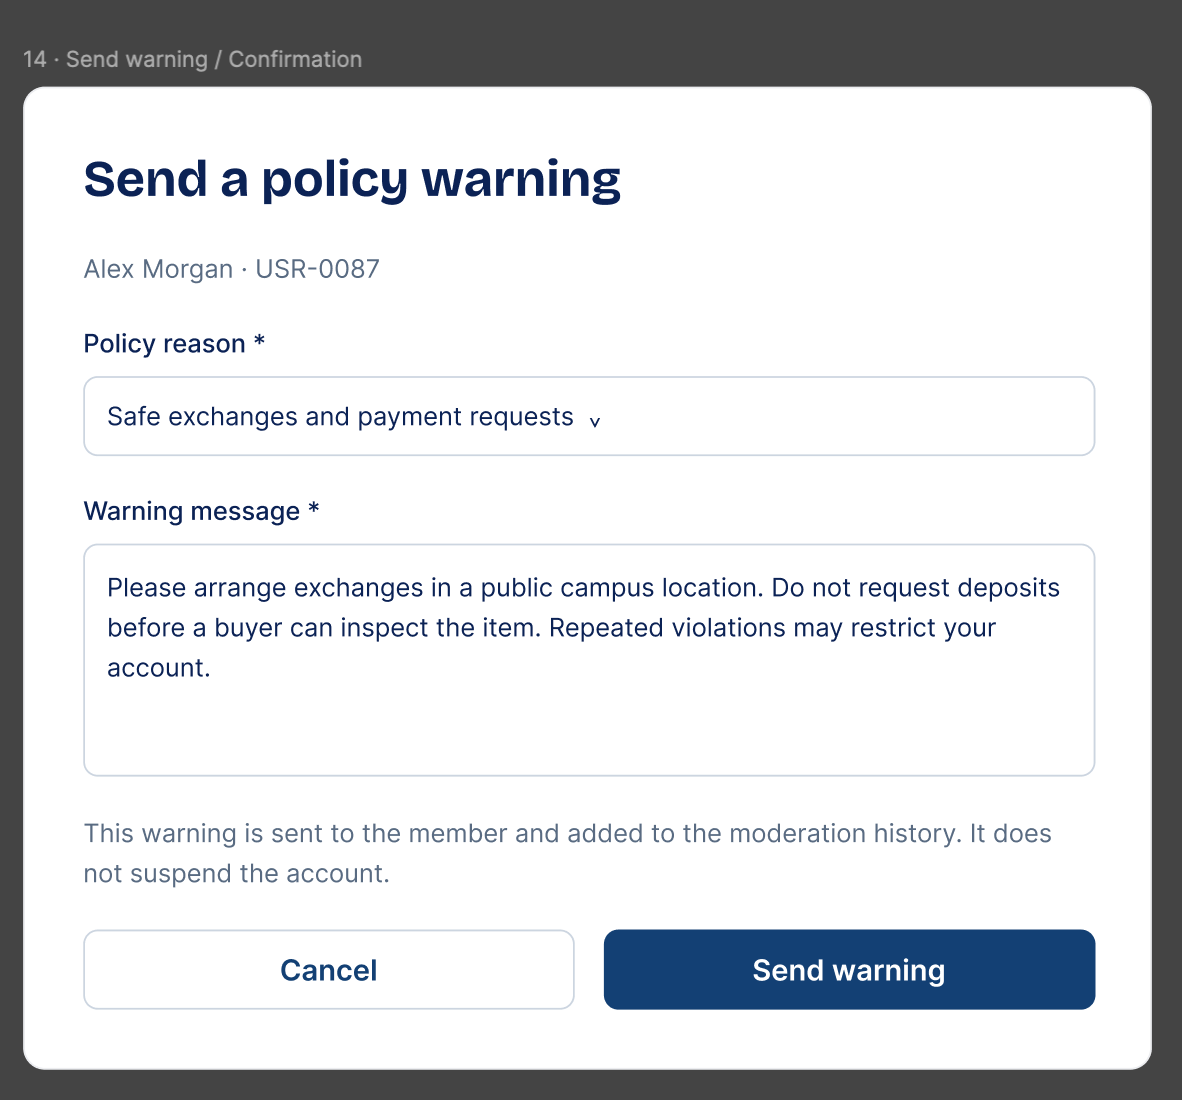 14 · Send warning / Confirmation
Send a policy warning
Alex Morgan · USR-0087
Policy reason *
Safe exchanges and payment requests v
Warning message *
Please arrange exchanges in a public campus location. Do not request deposits
before a buyer can inspect the item. Repeated violations may restrict your
account.
This warning is sent to the member and added to the moderation history. It does
not suspend the account.
Cancel
Send warning